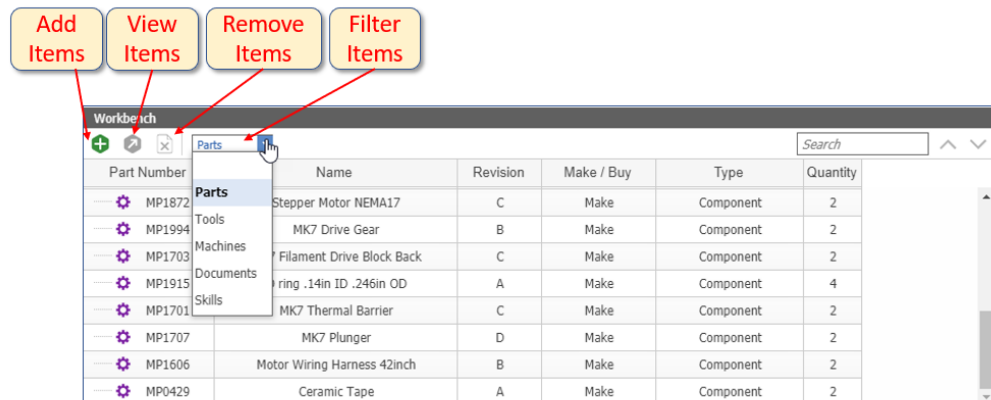 Add
Items
View
Items
Remove
Items
Filter
Items
Workbench
Parts
Search
Part Number Name Revision Make / Buy Type Quantity
Parts
Tools
Machines
Documents
Skills
MP1872 Stepper Motor NEMA17 C Make Component 2
MP1994 MK7 Drive Gear B Make Component 2
MP1703 Filament Drive Block Back C Make Component 2
MP1915 ring .14in ID .246in OD A Make Component 4
MP1701 MK7 Thermal Barrier C Make Component 2
MP1707 MK7 Plunger D Make Component 2
MP1606 Motor Wiring Harness 42inch B Make Component 2
MP0429 Ceramic Tape A Make Component 2